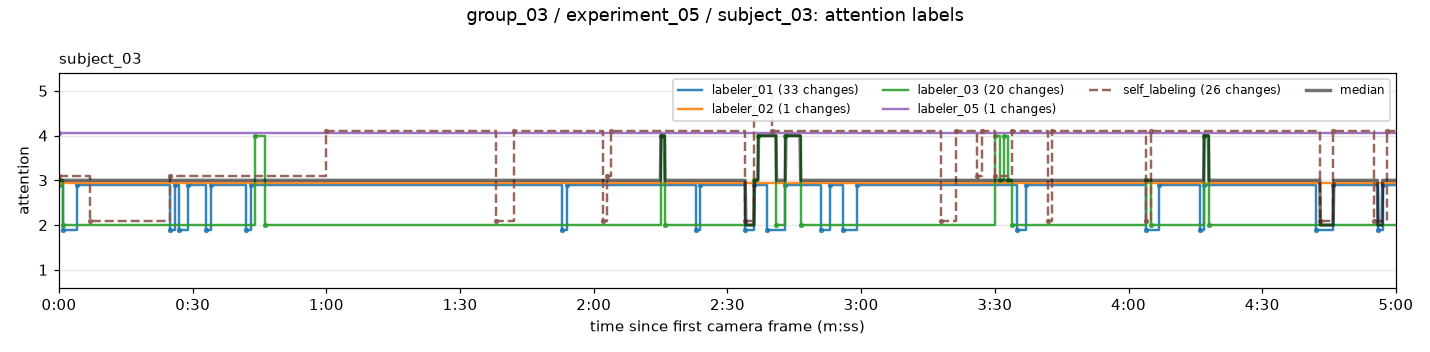 group_03 / experiment_05 / subject_03: attention labels
subject_03
labeler_01 (33 changes)
labeler_02 (1 changes)
labeler_03 (20 changes)
labeler_05 (1 changes)
self_labeling (26 changes)
median
attention
5
4
3
2
1
0:00 0:30 1:00 1:30 2:00 2:30 3:00 3:30 4:00 4:30 5:00
time since first camera frame (m:ss)